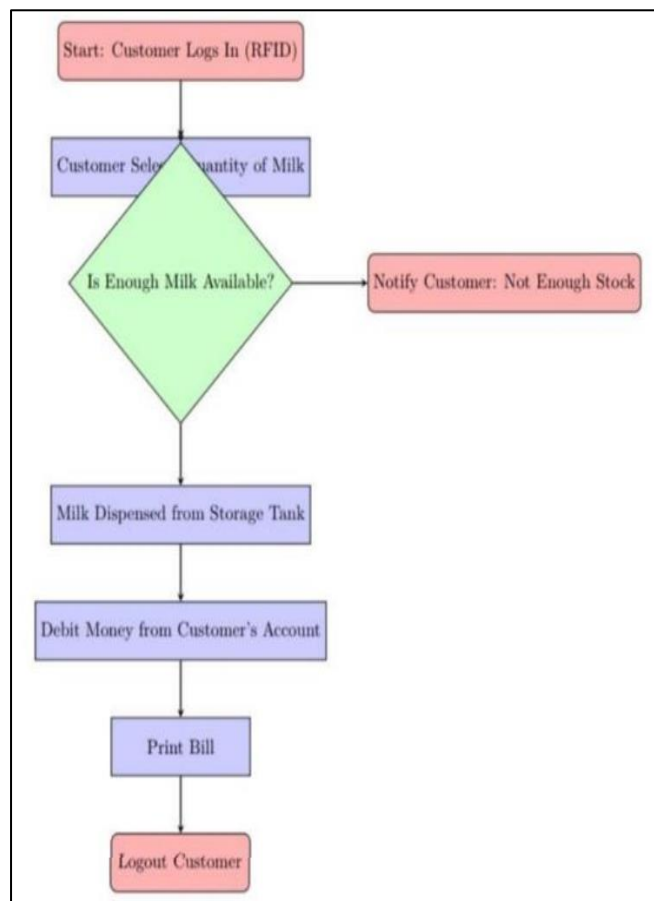 Start: Customer Logs In (RFID)
Customer Sele uantity of Milk
Is Enough Milk Available?
Notify Customer: Not Enough Stock
Milk Dispensed from Storage Tank
Debit Money from Customer's Account
Print Bill
Logout Customer